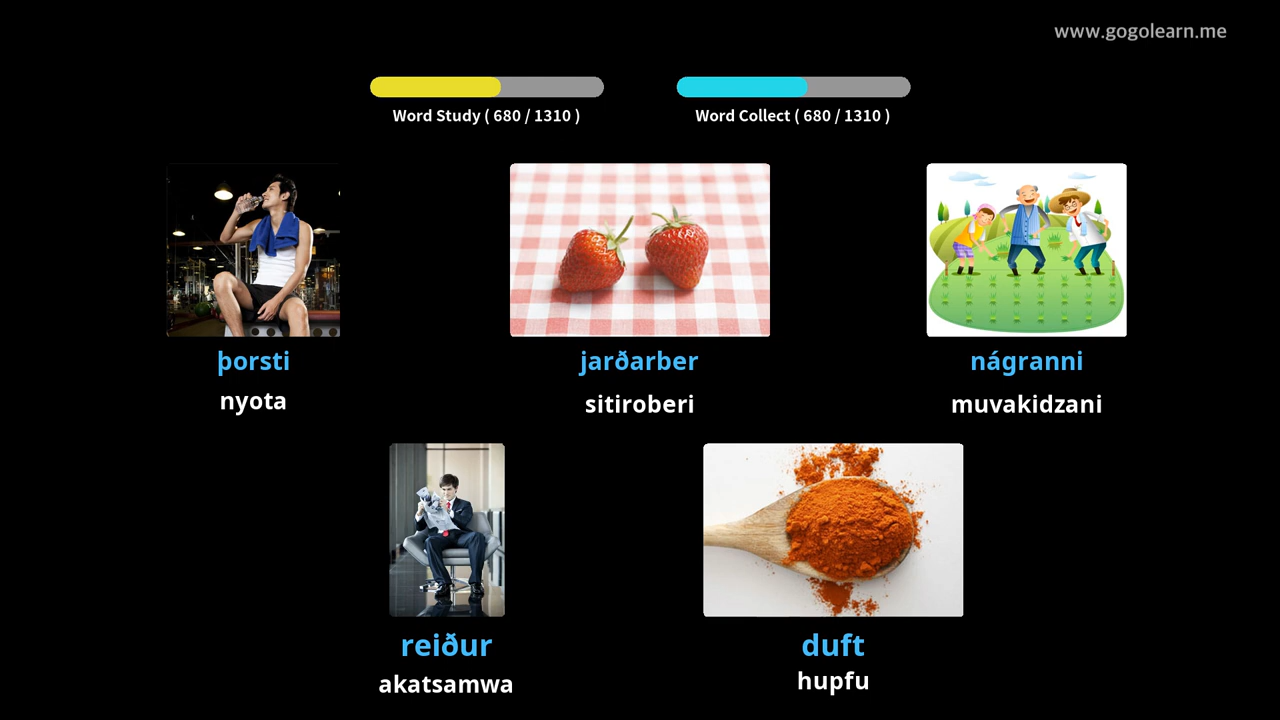 www.gogolearn.me
Word Study ( 680 / 1310 )
Word Collect ( 680 / 1310 )
þorsti
nyota
jarðarber
sitiroberi
nágranni
muvakidzani
reiður
akatsamwa
duft
hupfu